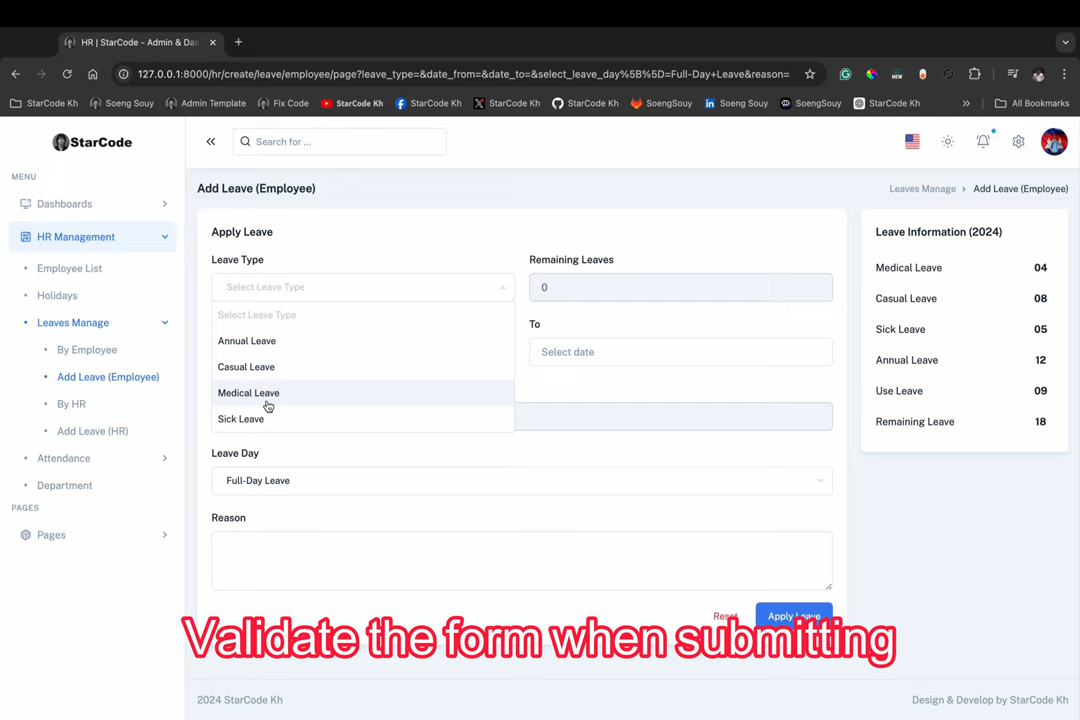 HR | StarCode - Admin & Das
127.0.0.1:8000/hr/create/leave/employee/page?leave_type=&date_from=&date_to=&select_leave_day%5B%5D=Full-Day+Leave&reason=
NEW
StarCode Kh
Soeng Souy
Admin Template
Fix Code
StarCode Kh
StarCode Kh
StarCode Kh
StarCode Kh
SoengSouy
Soeng Souy
SoengSouy
StarCode Kh
All Bookmarks
StarCode
Search for ...
MENU
Dashboards
HR Management
Employee List
Holidays
Leaves Manage
By Employee
Add Leave (Employee)
By HR
Add Leave (HR)
Attendance
Department
PAGES
Pages
Add Leave (Employee)
Leaves Manage > Add Leave (Employee)
Apply Leave
Leave Type
Select Leave Type
Select Leave Type
Annual Leave
Casual Leave
Medical Leave
Sick Leave
Remaining Leaves
0
To
Select date
Leave Day
Full-Day Leave
Reason
Reset
Apply Leave
Validate the form when submitting
Leave Information (2024)
Medical Leave 04
Casual Leave 08
Sick Leave 05
Annual Leave 12
Use Leave 09
Remaining Leave 18
2024 StarCode Kh
Design & Develop by StarCode Kh